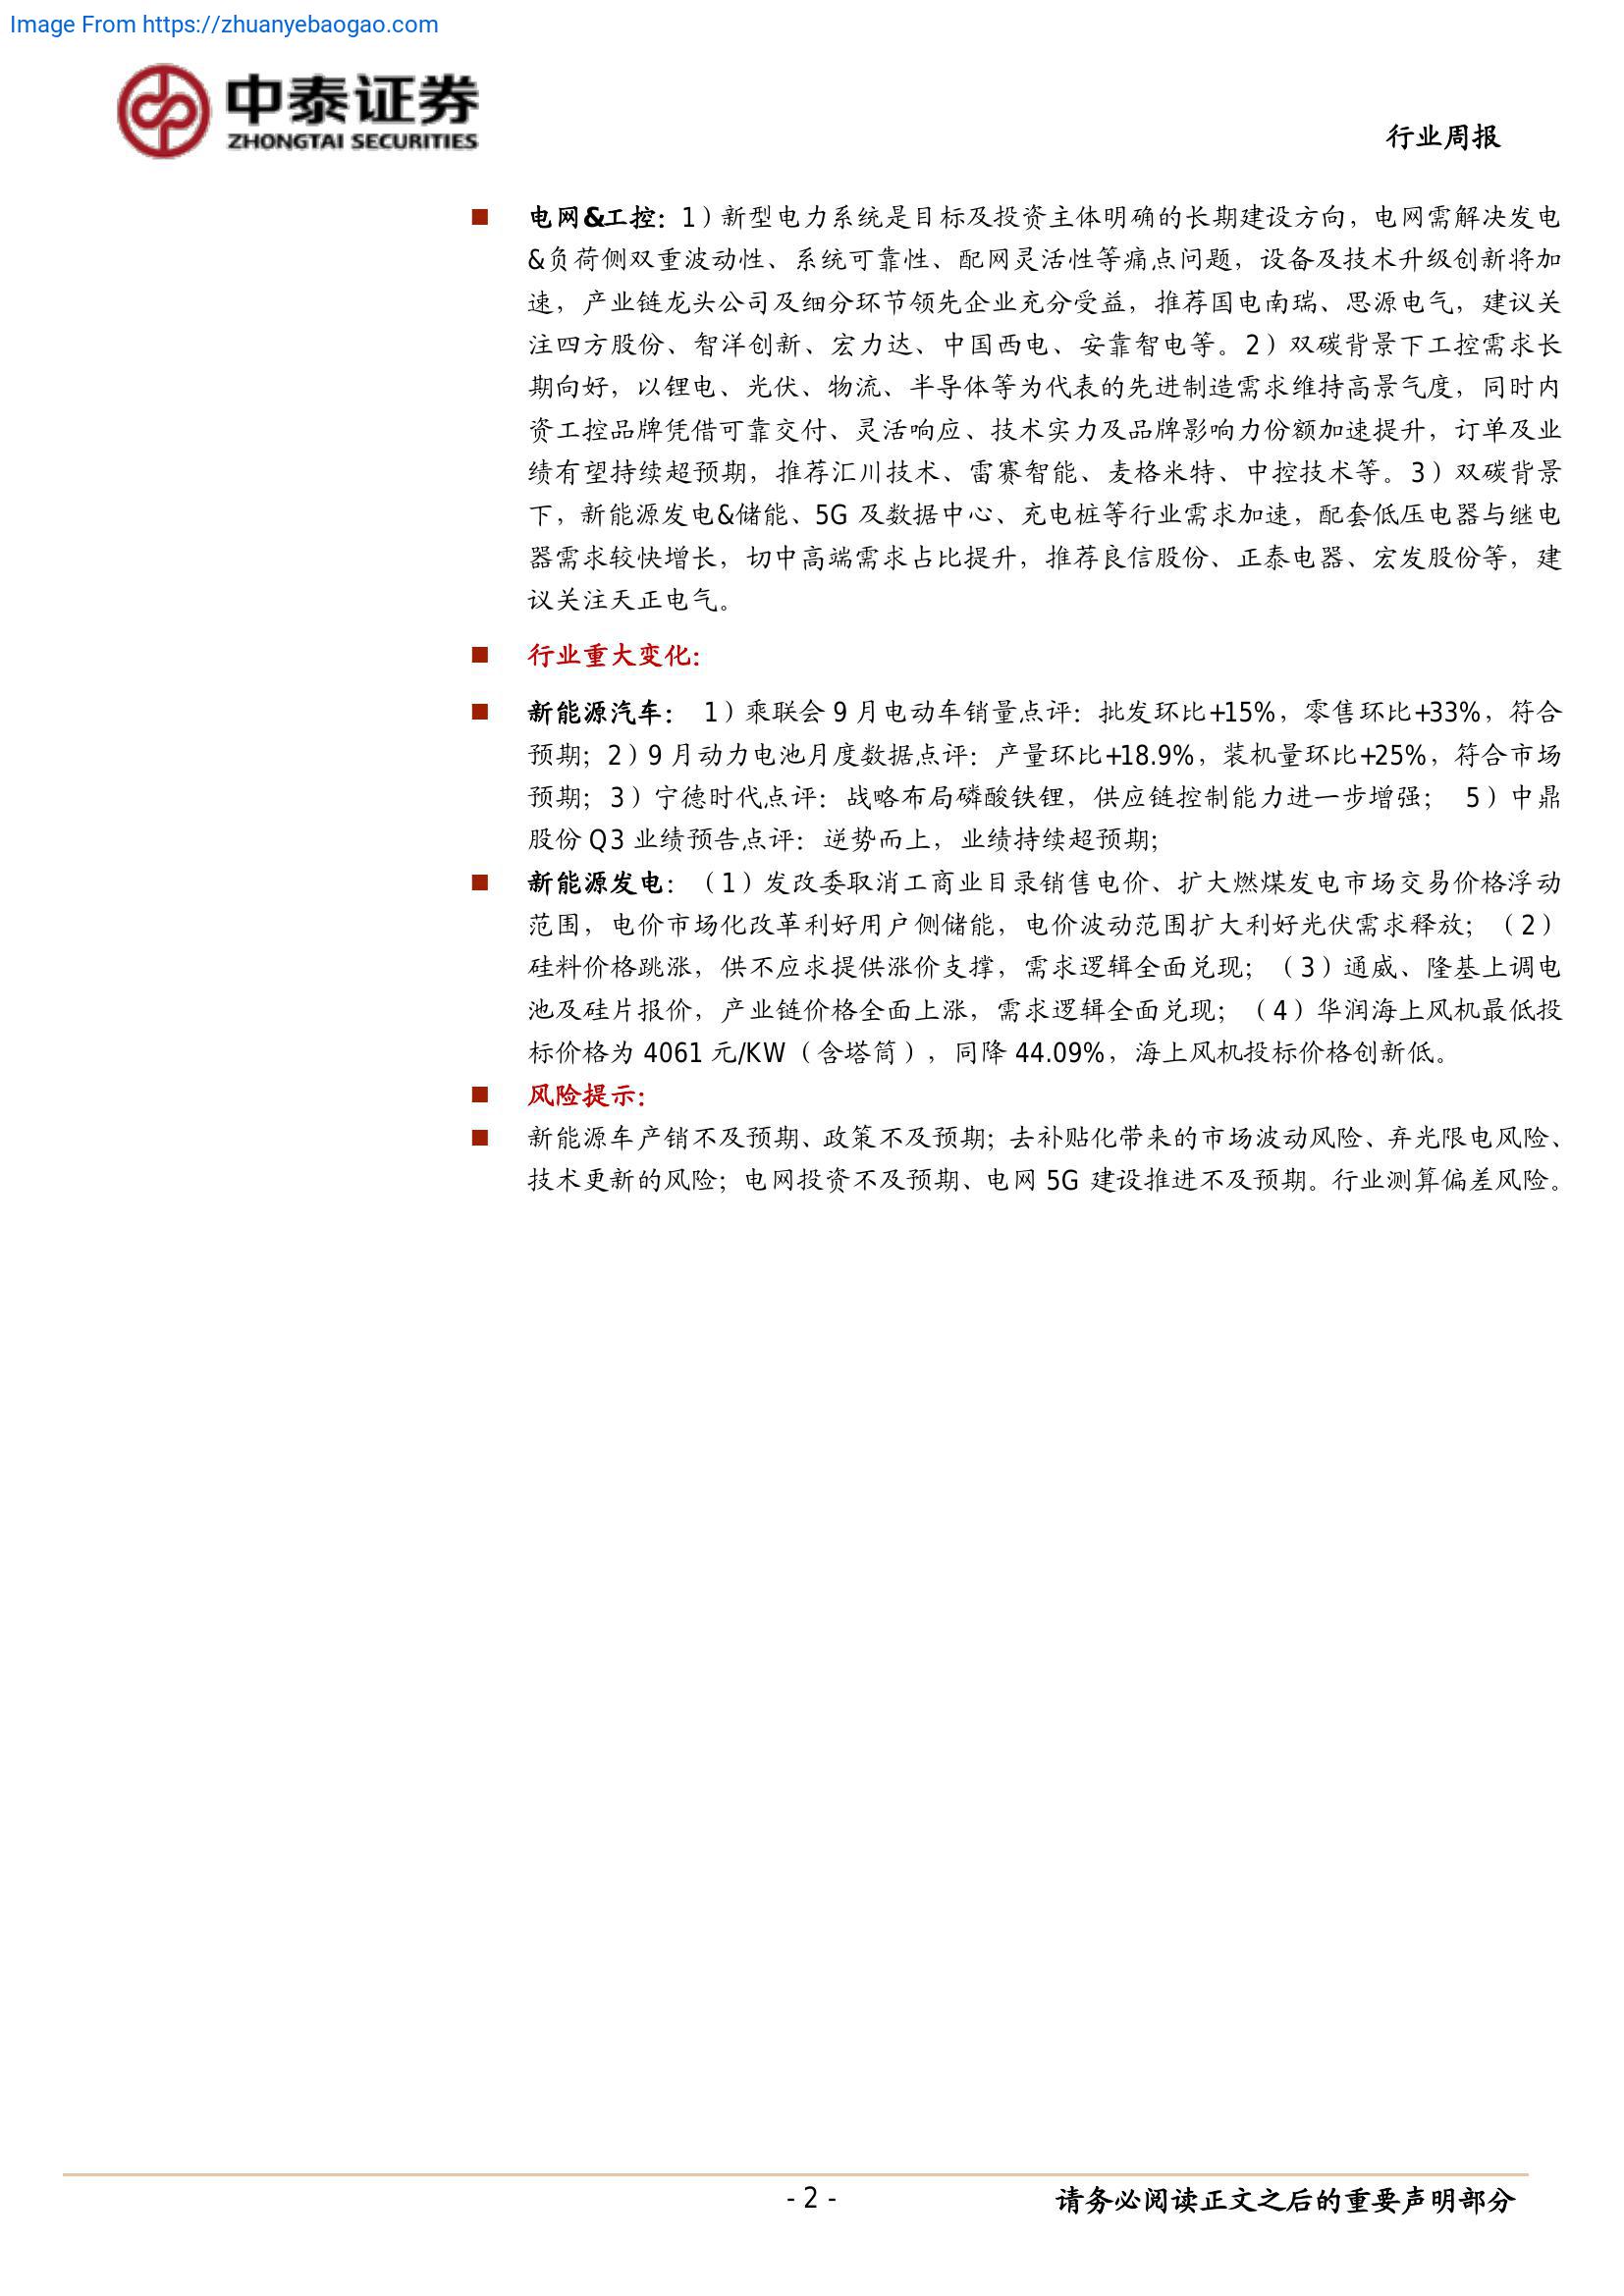 Image From https://zhuanyebaogao.com
中泰证券
ZHONGTAI SECURITIES
行业周报
■ 电网&工控：1）新型电力系统是目标及投资主体明确的长期建设方向，电网需解决发电
&负荷侧双重波动性、系统可靠性、配网灵活性等痛点问题，设备及技术升级创新将加
速，产业链龙头公司及细分环节领先企业充分受益，推荐国电南瑞、思源电气，建议关
注四方股份、智洋创新、宏力达、中国西电、安靠智电等。2）双碳背景下工控需求长
期向好，以锂电、光伏、物流、半导体等为代表的先进制造需求维持高景气度，同时内
资工控品牌凭借可靠交付、灵活响应、技术实力及品牌影响力份额加速提升，订单及业
绩有望持续超预期，推荐汇川技术、雷赛智能、麦格米特、中控技术等。3）双碳背景
下，新能源发电&储能、5G 及数据中心、充电桩等行业需求加速，配套低压电器与继电
器需求较快增长，切中高端需求占比提升，推荐良信股份、正泰电器、宏发股份等，建
议关注天正电气。
■ 行业重大变化：
■ 新能源汽车： 1）乘联会 9 月电动车销量点评：批发环比+15%，零售环比+33%，符合
预期；2）9 月动力电池月度数据点评：产量环比+18.9%，装机量环比+25%，符合市场
预期；3）宁德时代点评：战略布局磷酸铁锂，供应链控制能力进一步增强； 5）中鼎
股份 Q3 业绩预告点评：逆势而上，业绩持续超预期；
■ 新能源发电：（1）发改委取消工商业目录销售电价、扩大燃煤发电市场交易价格浮动
范围，电价市场化改革利好用户侧储能，电价波动范围扩大利好光伏需求释放；（2）
硅料价格跳涨，供不应求提供涨价支撑，需求逻辑全面兑现；（3）通威、隆基上调电
池及硅片报价，产业链价格全面上涨，需求逻辑全面兑现；（4）华润海上风机最低投
标价格为 4061 元/KW（含塔筒），同降 44.09%，海上风机投标价格创新低。
■ 风险提示：
■ 新能源车产销不及预期、政策不及预期；去补贴化带来的市场波动风险、弃光限电风险、
技术更新的风险；电网投资不及预期、电网 5G 建设推进不及预期。行业测算偏差风险。
- 2 -
请务必阅读正文之后的重要声明部分